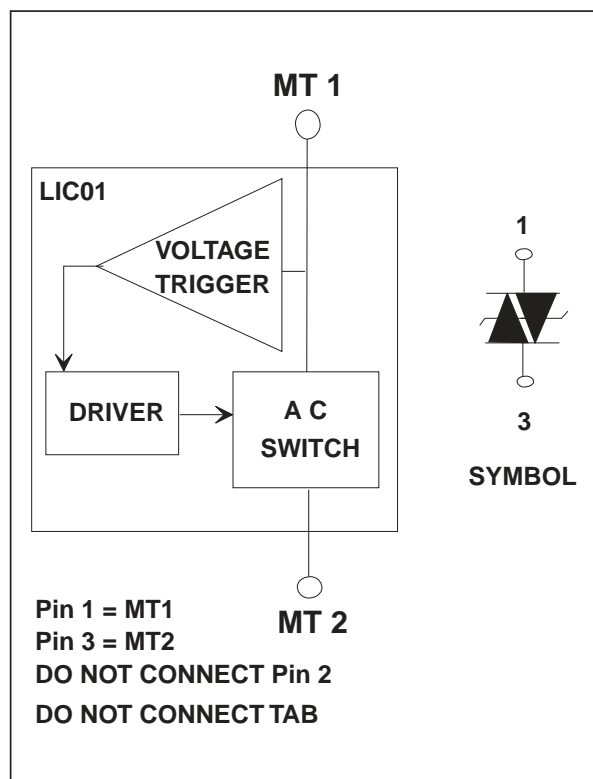 MT 1
LIC01
VOLTAGE
TRIGGER
DRIVER
A C
SWITCH
MT 2
1
3
SYMBOL
Pin 1 = MT1
Pin 3 = MT2
DO NOT CONNECT Pin 2
DO NOT CONNECT TAB